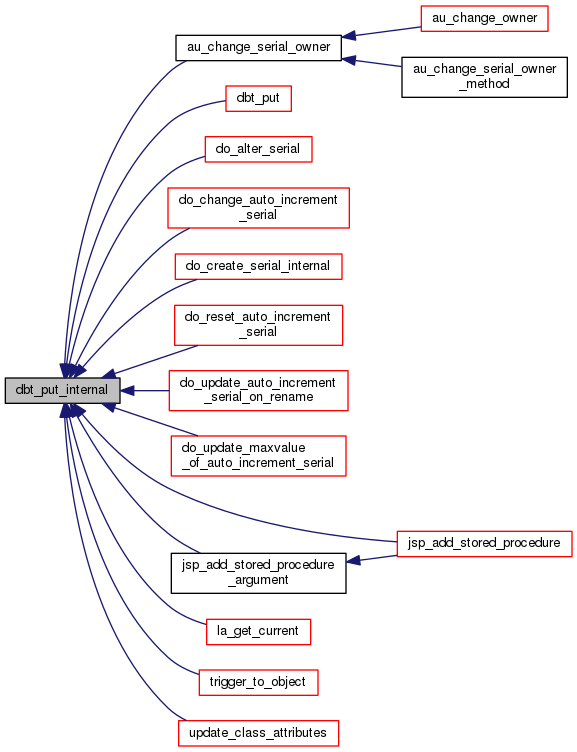 au_change_owner
au_change_serial_owner
au_change_serial_owner
_method
dbt_put
do_alter_serial
do_change_auto_increment
_serial
do_create_serial_internal
do_reset_auto_increment
_serial
dbt_put_internal
do_update_auto_increment
_serial_on_rename
do_update_maxvalue
_of_auto_increment_serial
jsp_add_stored_procedure
jsp_add_stored_procedure
_argument
la_get_current
trigger_to_object
update_class_attributes